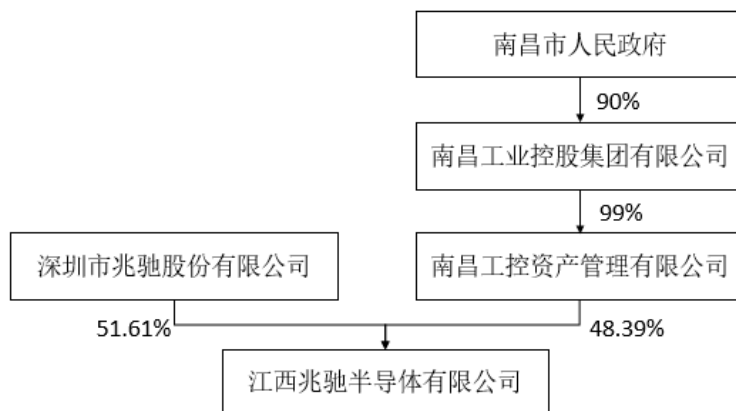 南昌市人民政府
90%
南昌工业控股集团有限公司
99%
深圳市兆驰股份有限公司
南昌工控资产管理有限公司
51.61%
48.39%
江西兆驰半导体有限公司